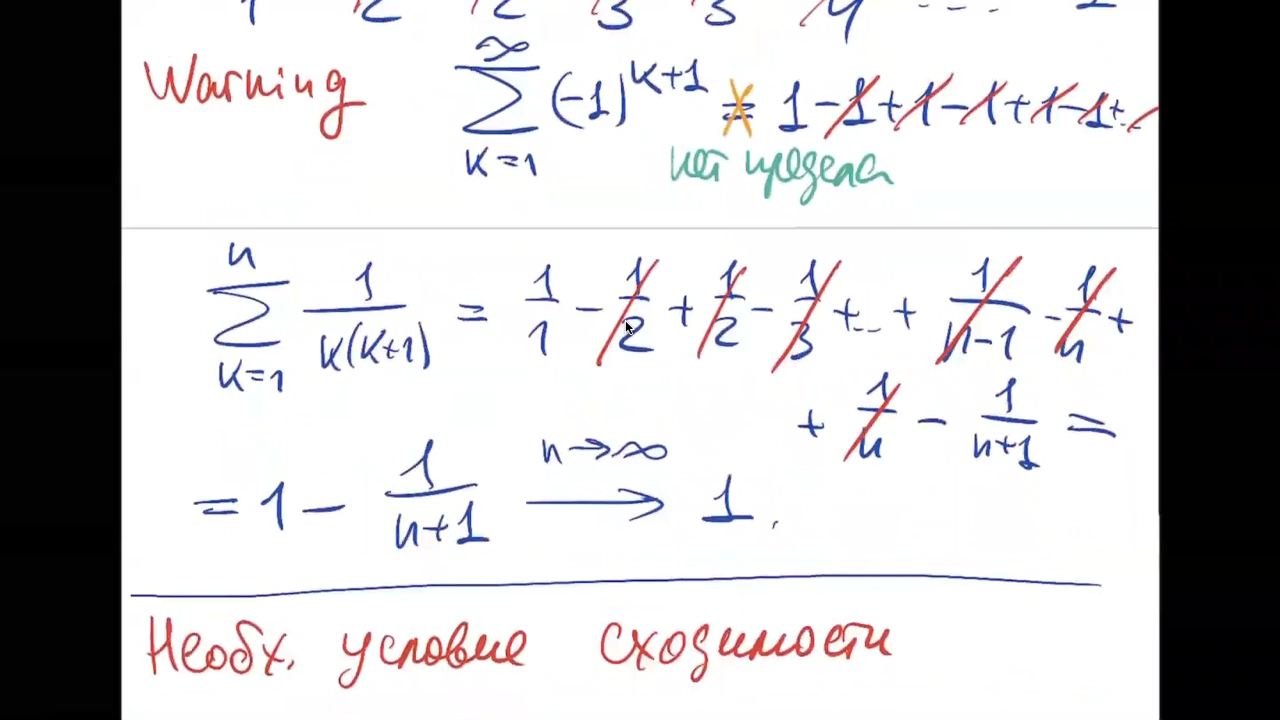 Warning ∑_{k=1}^{∞} (-1)^{k+1} = 1 - 1 + 1 - 1 + 1 - 1 + ..
нет предела
∑_{k=1}^{n} 1/(k(k+1)) = 1/1 - 1/2 + 1/2 - 1/3 + .. + 1/(n-1) - 1/n +
+ 1/n - 1/(n+1) =
= 1 - 1/(n+1) n→∞ ⟶ 1.
Необх. условие сходимости